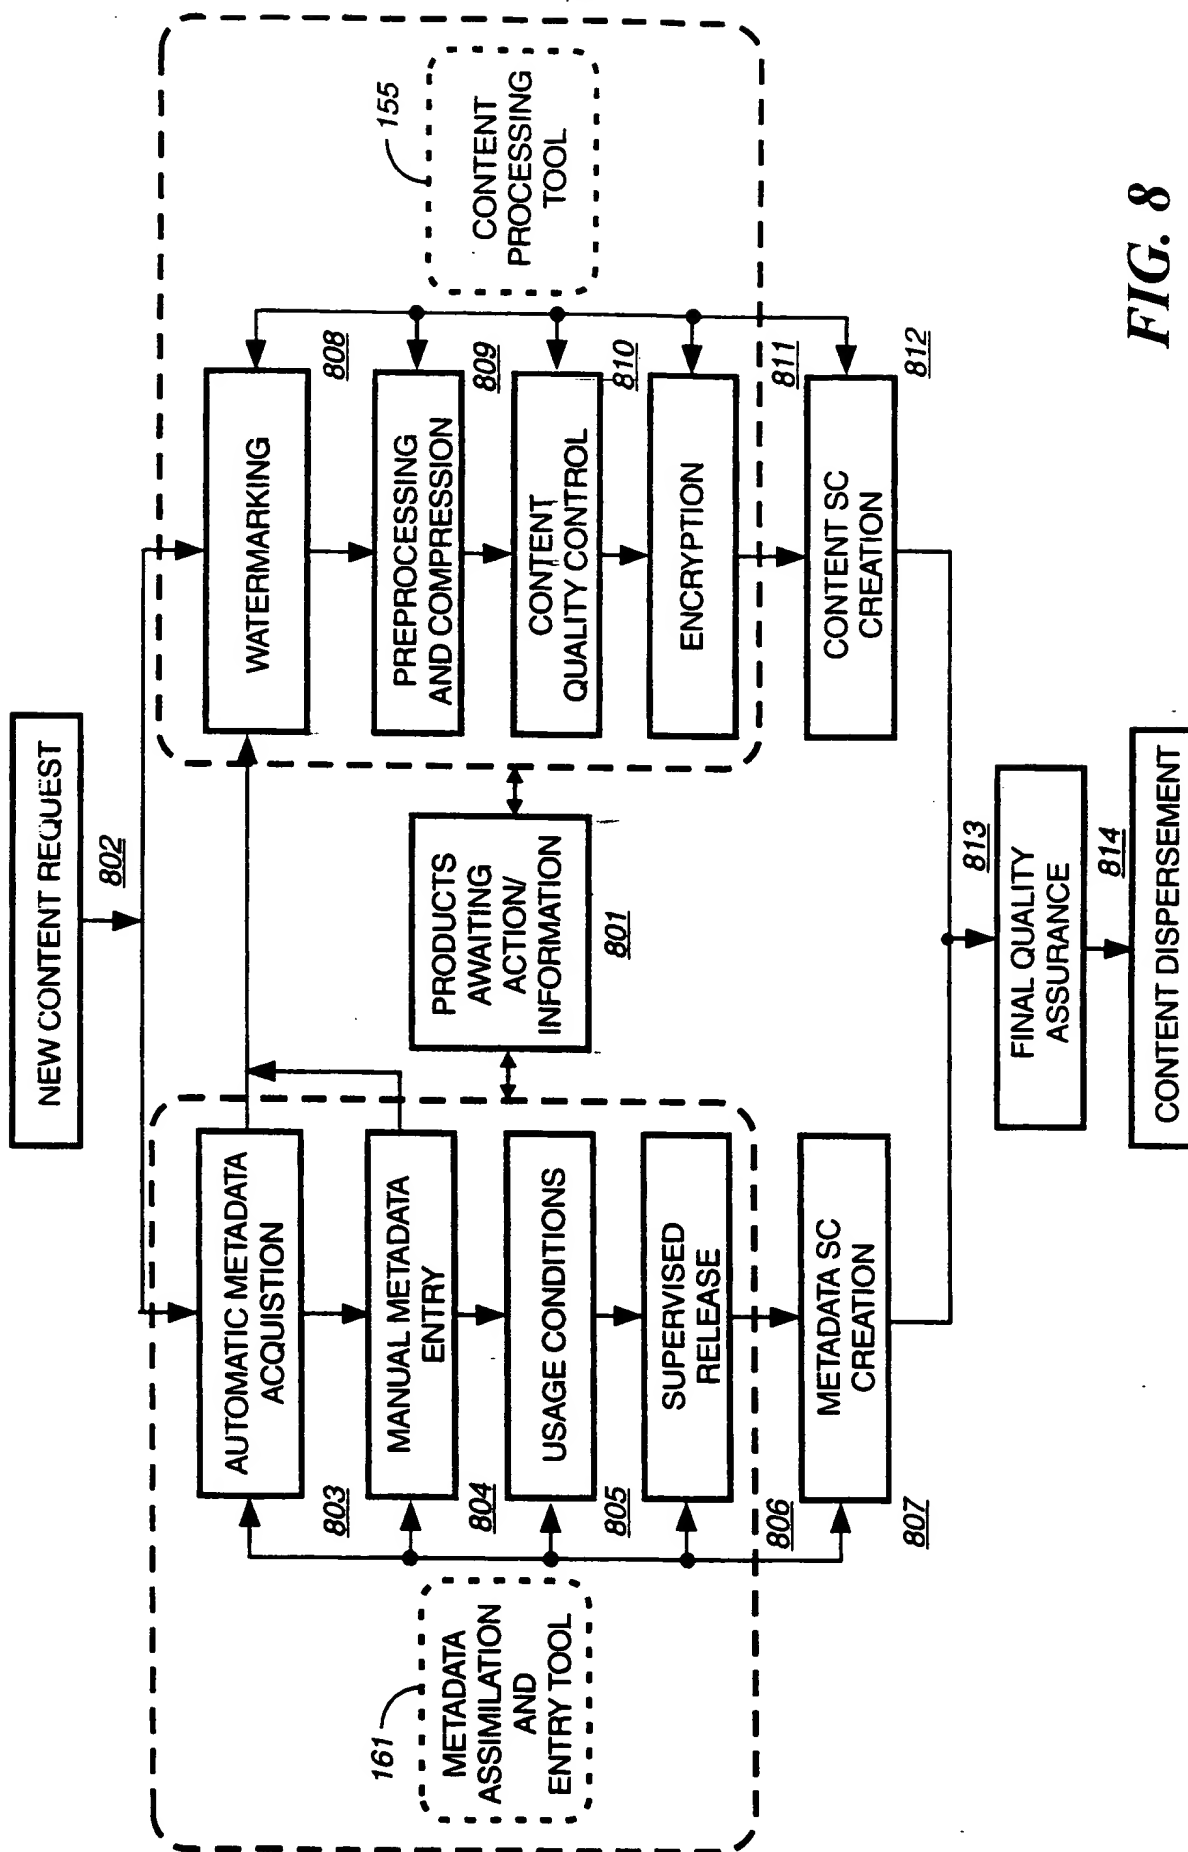 NEW CONTENT REQUEST
802
AUTOMATIC METADATA
ACQUISTION
803
MANUAL METADATA
ENTRY
804
USAGE CONDITIONS
805
SUPERVISED
RELEASE
806
METADATA SC
CREATION
807
161
METADATA
ASSIMILATION
AND
ENTRY TOOL
PRODUCTS
AWAITING
ACTION/
INFORMATION
801
WATERMARKING
808
PREPROCESSING
AND COMPRESSION
809
CONTENT
QUALITY CONTROL
810
ENCRYPTION
811
CONTENT SC
CREATION
812
155
CONTENT
PROCESSING
TOOL
FINAL QUALITY
ASSURANCE
813
CONTENT DISPERSEMENT
814
FIG. 8